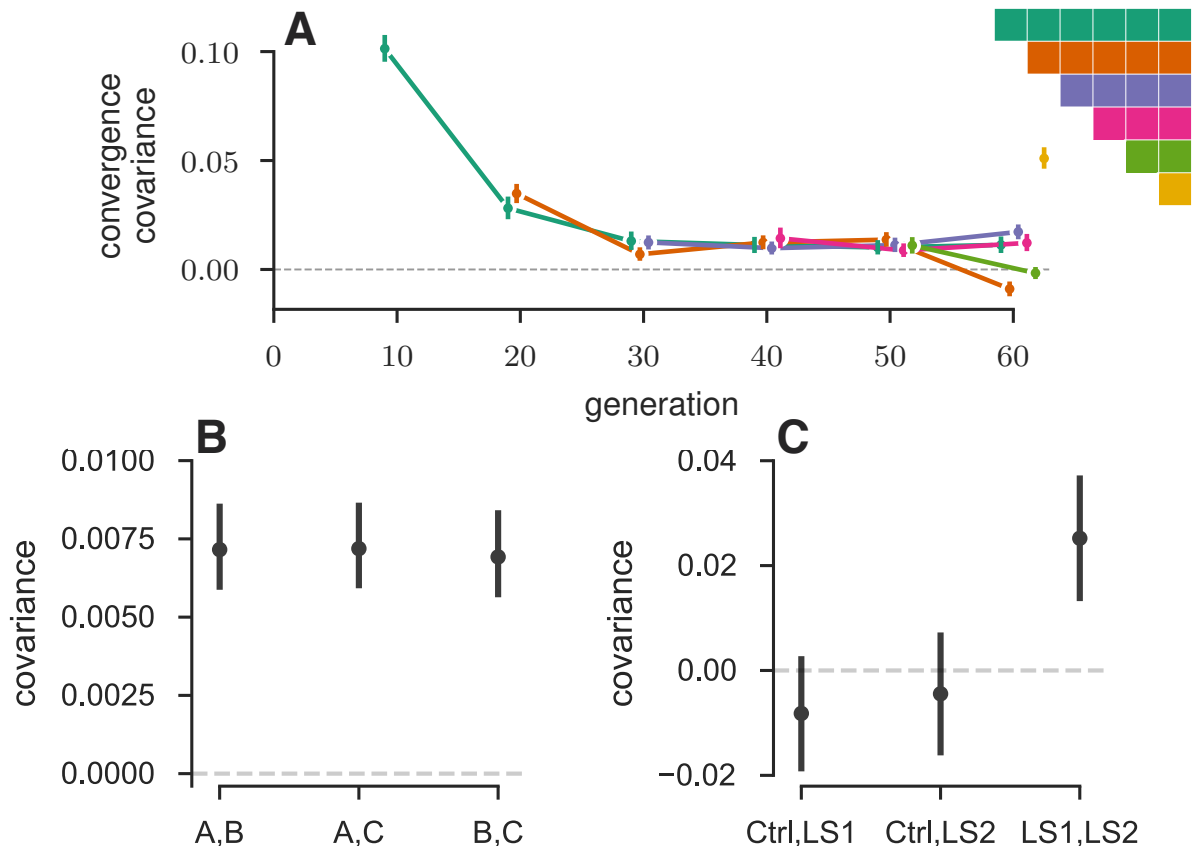 A
0.10
0.05
0.00
convergence
covariance
0 10 20 30 40 50 60
generation
B
0.0100
0.0075
0.0050
0.0025
0.0000
covariance
A,B A,C B,C
C
0.04
0.02
0.00
−0.02
covariance
Ctrl,LS1 Ctrl,LS2 LS1,LS2